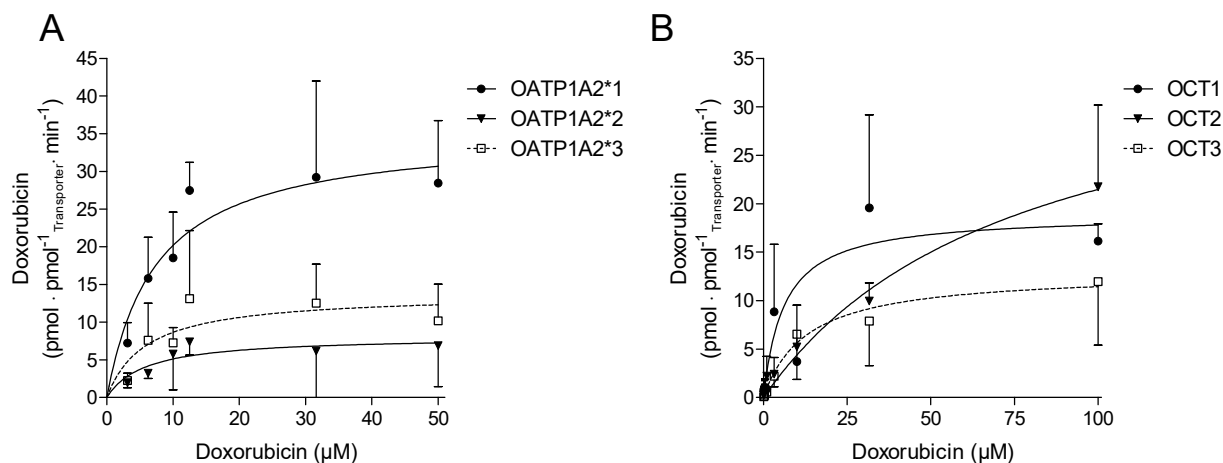 A
Doxorubicin
(pmol · pmol⁻¹Transporter· min⁻¹)
45
40
35
30
25
20
15
10
5
0
0
10
20
30
40
50
Doxorubicin (µM)
OATP1A2*1
OATP1A2*2
OATP1A2*3
B
Doxorubicin
(pmol · pmol⁻¹Transporter· min⁻¹)
35
30
25
20
15
10
5
0
0
25
50
75
100
Doxorubicin (µM)
OCT1
OCT2
OCT3